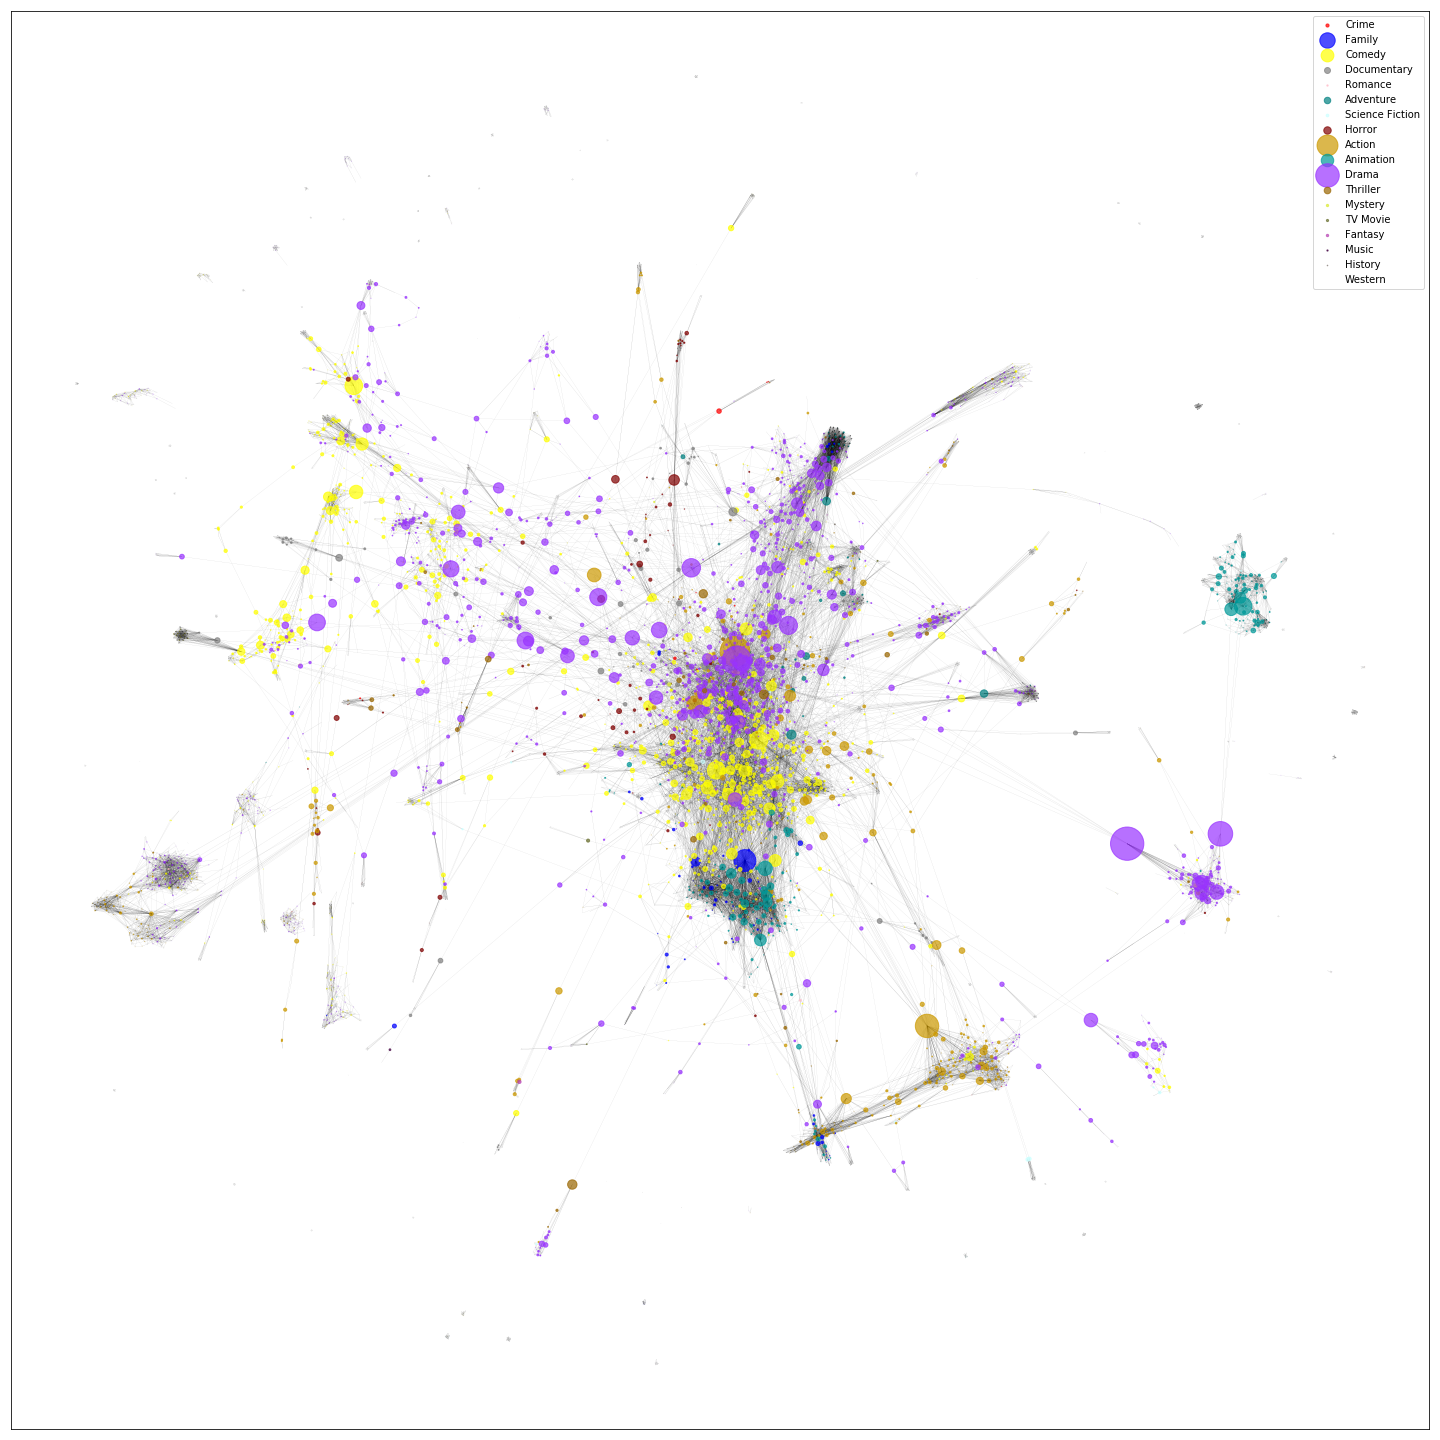 Crime
Family
Comedy
Documentary
Romance
Adventure
Science Fiction
Horror
Action
Animation
Drama
Thriller
Mystery
TV Movie
Fantasy
Music
History
Western